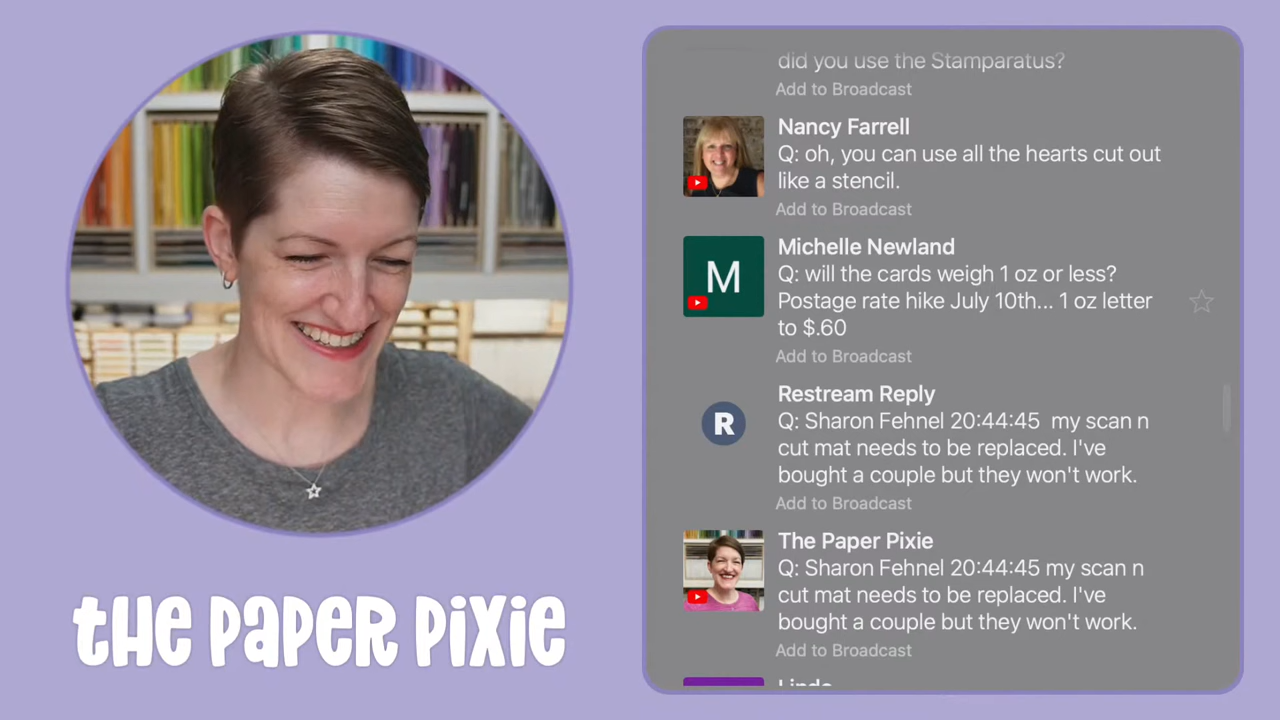 did you use the Stamparatus?
Add to Broadcast
Nancy Farrell
Q: oh, you can use all the hearts cut out
like a stencil.
Add to Broadcast
M
Michelle Newland
Q: will the cards weigh 1 oz or less?
Postage rate hike July 10th... 1 oz letter
to $.60
Add to Broadcast
R
Restream Reply
Q: Sharon Fehnel 20:44:45 my scan n
cut mat needs to be replaced. I've
bought a couple but they won't work.
Add to Broadcast
The Paper Pixie
Q: Sharon Fehnel 20:44:45 my scan n
cut mat needs to be replaced. I've
bought a couple but they won't work.
Add to Broadcast
the paper pixie